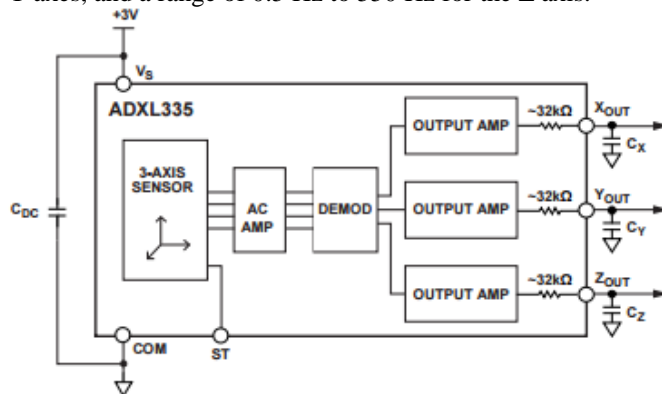 Y axes, and a range of 0.5 Hz to 550 Hz for the Z axis.
+3V
VS
ADXL335
3-AXIS
SENSOR
AC
AMP
DEMOD
OUTPUT AMP
~32kΩ
XOUT
CX
OUTPUT AMP
~32kΩ
YOUT
CY
OUTPUT AMP
~32kΩ
ZOUT
CZ
CDC
COM
ST